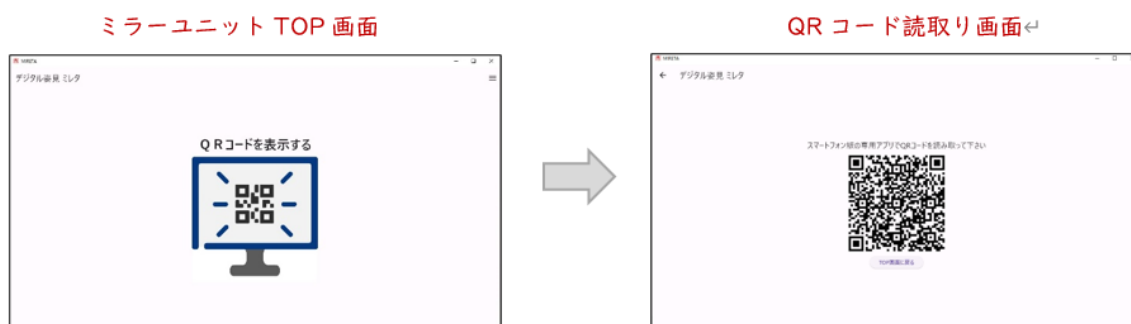 ミラーユニット TOP 画面
MIRETA
デジタル姿見 ミレタ
QRコードを表示する
QR コード読取り画面↵
MIRETA
デジタル姿見 ミレタ
スマートフォン側の専用アプリでQRコードを読み取って下さい
TOP画面に戻る